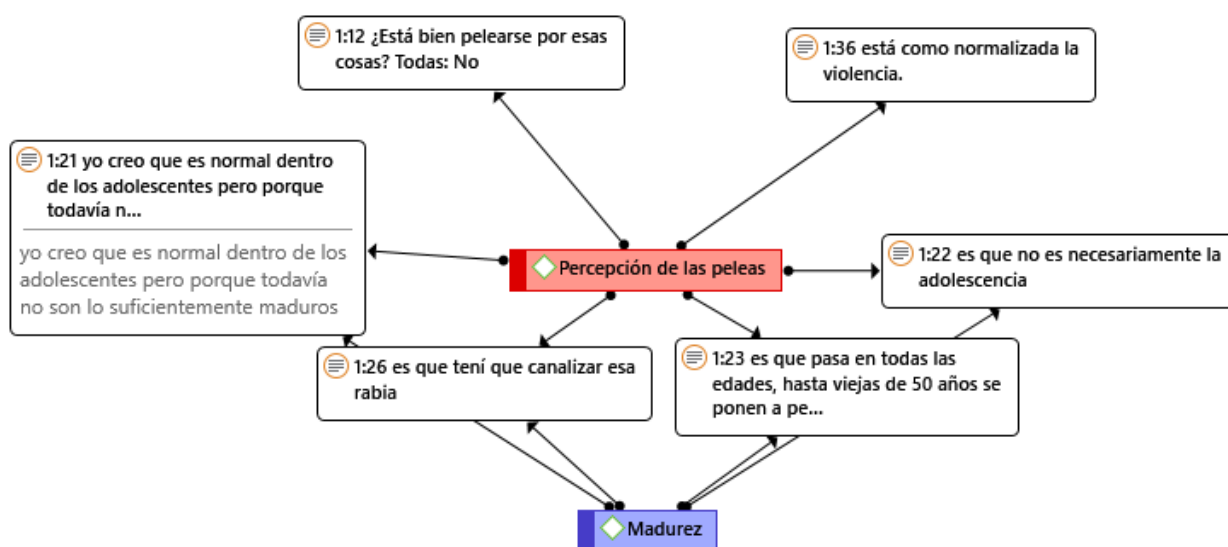 1:12 ¿Está bien pelearse por esas
cosas? Todas: No
1:36 está como normalizada la
violencia.
1:21 yo creo que es normal dentro
de los adolescentes pero porque
todavía n...
yo creo que es normal dentro de los
adolescentes pero porque todavía
no son lo suficientemente maduros
Percepción de las peleas
1:22 es que no es necesariamente la
adolescencia
1:26 es que tení que canalizar esa
rabia
1:23 es que pasa en todas las
edades, hasta viejas de 50 años se
ponen a pe...
Madurez